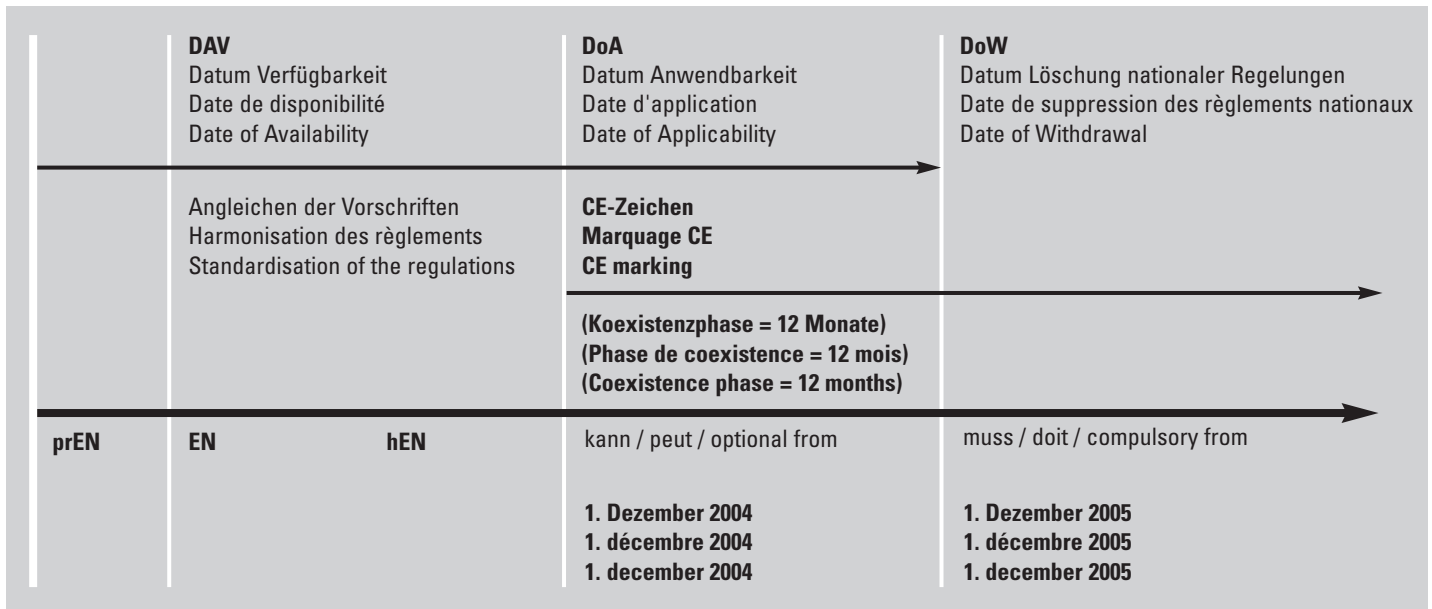 DAV
Datum Verfügbarkeit
Date de disponibilité
Date of Availability
DoA
Datum Anwendbarkeit
Date d'application
Date of Applicability
DoW
Datum Löschung nationaler Regelungen
Date de suppression des règlements nationaux
Date of Withdrawal
Angleichen der Vorschriften
Harmonisation des règlements
Standardisation of the regulations
CE-Zeichen
Marquage CE
CE marking
(Koexistenzphase = 12 Monate)
(Phase de coexistence = 12 mois)
(Coexistence phase = 12 months)
prEN
EN
hEN
kann / peut / optional from
muss / doit / compulsory from
1. Dezember 2004
1. décembre 2004
1. december 2004
1. Dezember 2005
1. décembre 2005
1. december 2005